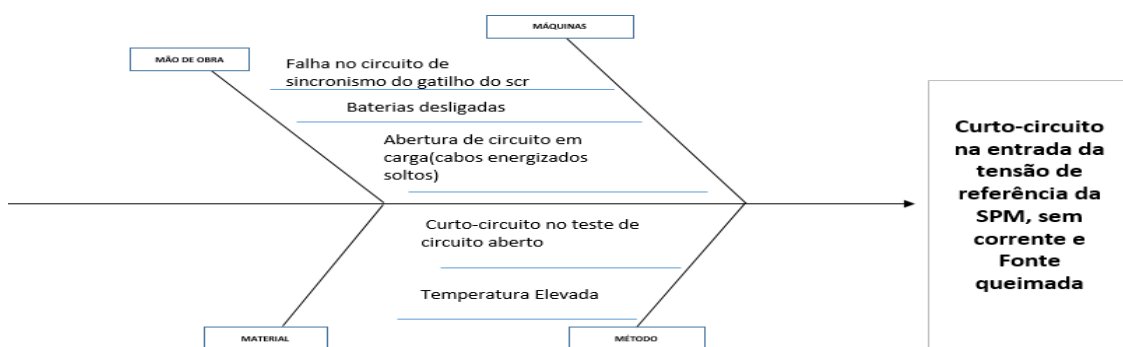 MÁQUINAS
MÃO DE OBRA
Falha no circuito de
sincronismo do gatilho do scr
Baterias desligadas
Abertura de circuito em
carga(cabos energizados
soltos)
Curto-circuito no teste de
circuito aberto
Temperatura Elevada
MATERIAL
MÉTODO
Curto-circuito
na entrada da
tensão de
referência da
SPM, sem
corrente e
Fonte
queimada